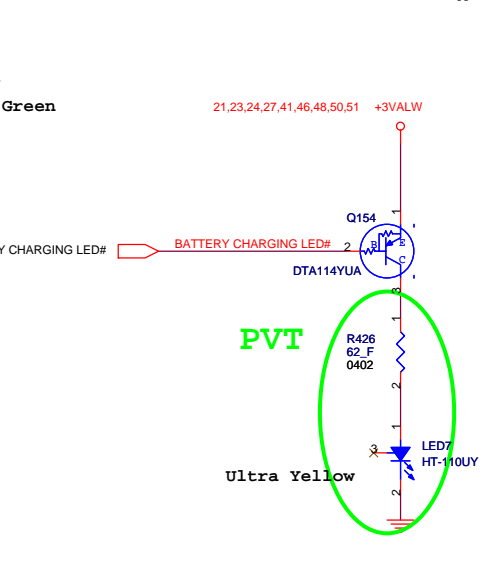 Green
21,23,24,27,41,46,48,50,51 +3VALW
1
Q154
Y CHARGING LED#
BATTERY CHARGING LED# 2
B
E
C
DTA114YUA
3
1
PVT
R426
62_F
0402
2
1
3
LED7
HT-110UY
Ultra Yellow
2